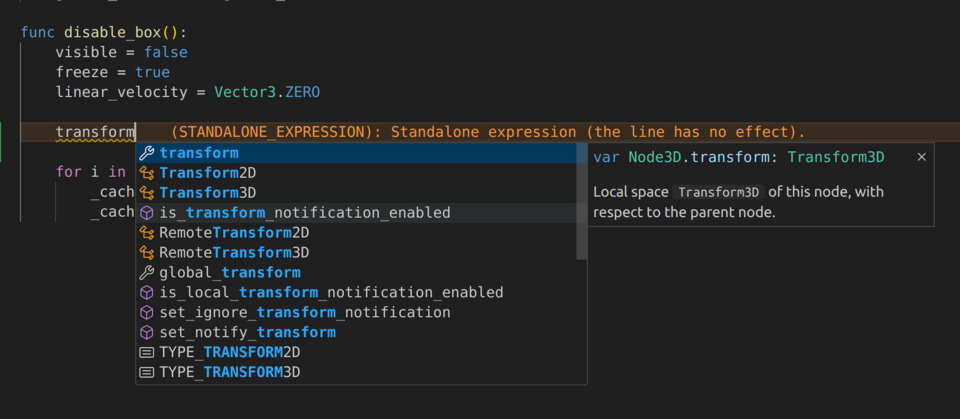 func disable_box():
visible = false
freeze = true
linear_velocity = Vector3.ZERO
transform (STANDALONE_EXPRESSION): Standalone expression (the line has no effect).
transform
var Node3D.transform: Transform3D
Transform2D
for i in
Transform3D
Local space Transform3D of this node, with
_cach
is_transform_notification_enabled
respect to the parent node.
_cach
RemoteTransform2D
RemoteTransform3D
global_transform
is_local_transform_notification_enabled
set_ignore_transform_notification
set_notify_transform
TYPE_TRANSFORM2D
TYPE_TRANSFORM3D